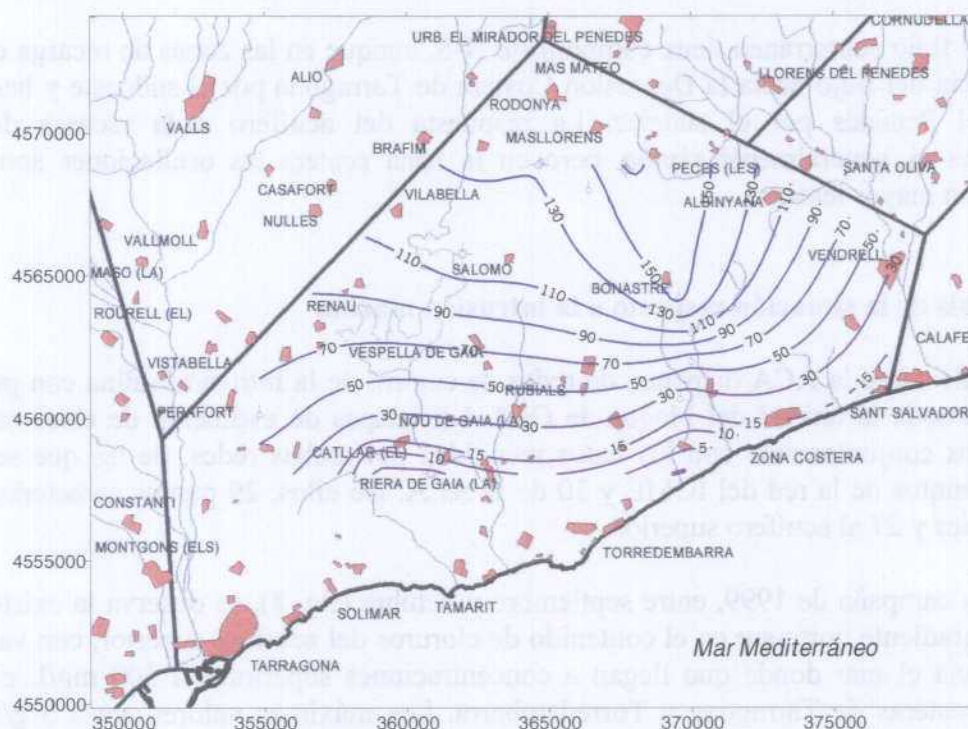 CORNUDELLA
URB. EL MIRADOR DEL PENEDES
MAS MATEO
LLORENS DEL PENEDES
ALIO
RODONYA
VALLS
4570000
MASLLORENS
BRAFIM
PECES (LES)
SANTA OLIVA
CASAFORT
VILABELLA
ALBINYANA
NULLES
VALLMOLL
VENDRELL
SALOMO
4565000
MASO (LA)
BONASTRE
RENAU
ROURELL (EL)
CALAFE
VISTABELLA
VESPELLA DE GAIA
RUBIALS
PERAFORT
SANT SALVADOR
4560000
NOU DE GAIA (LA)
CATLLAR (EL)
ZONA COSTERA
RIERA DE GAIA (LA)
CONSTANTI
MONTGONS (ELS)
TORREDEMBARRA
4555000
SOLIMAR
TAMARIT
TARRAGONA
Mar Mediterráneo
4550000
130
130
150
150
150
130
110
90
70
50
30
110
110
110
90
90
90
70
70
70
50
50
50
50
30
30
30
30
15
15
15
16
10
10
5
350000
355000
360000
365000
370000
375000